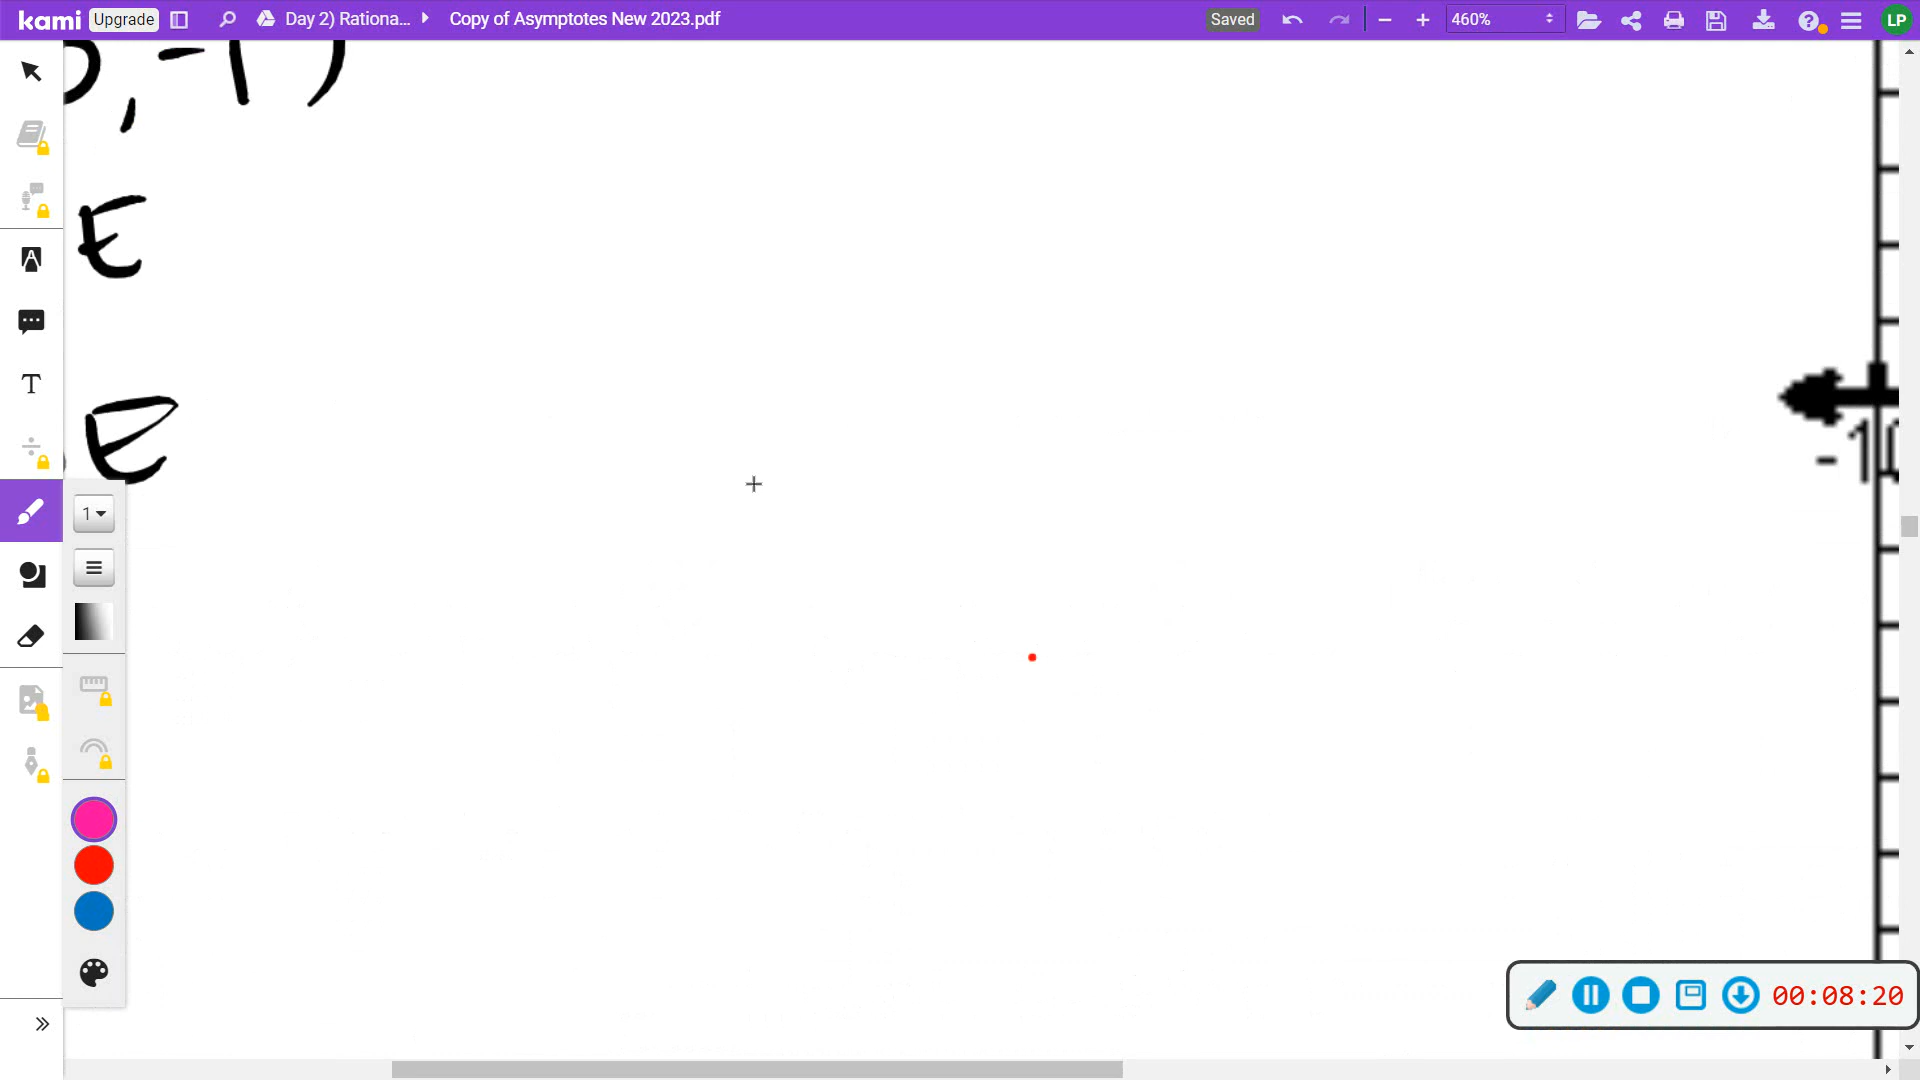 kami Upgrade Day 2) Rationa... Copy of Asymptotes New 2023.pdf Saved 460% LP
, -1)
E
E
-10
T
1
00:08:20